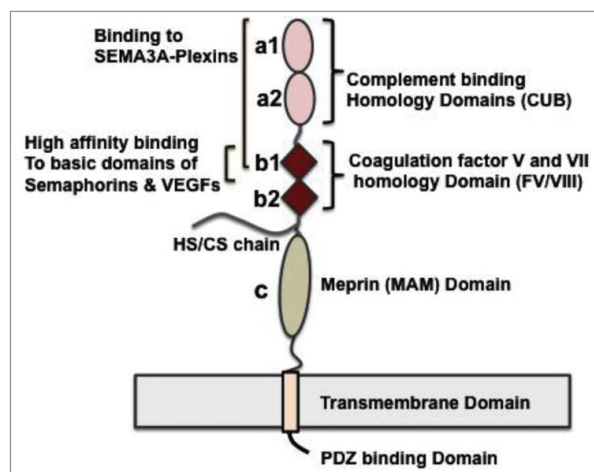 Binding to
SEMA3A-Plexins
a1
a2
Complement binding
Homology Domains (CUB)
High affinity binding
To basic domains of
Semaphorins & VEGFs
b1
b2
Coagulation factor V and VII
homology Domain (FV/VIII)
HS/CS chain
c
Meprin (MAM) Domain
Transmembrane Domain
PDZ binding Domain